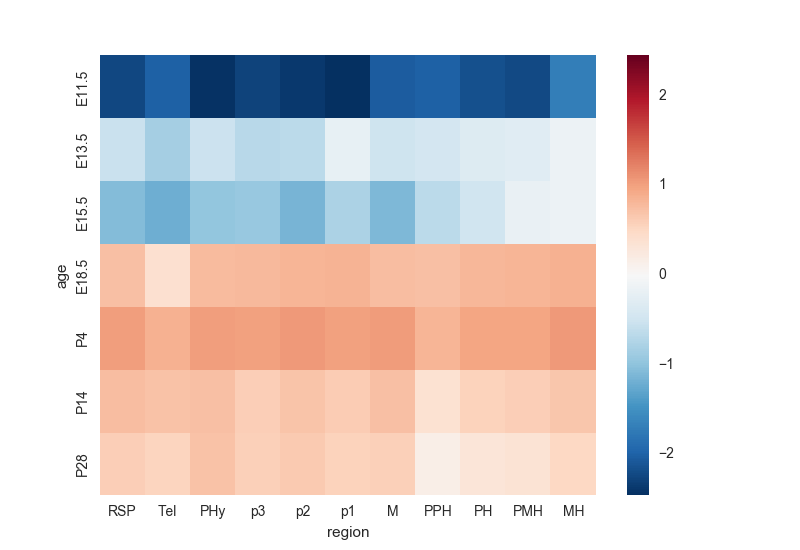 age
E11.5
E13.5
E15.5
E18.5
P4
P14
P28
RSP Tel PHy p3 p2 p1 M PPH PH PMH MH
region
2
1
0
−1
−2